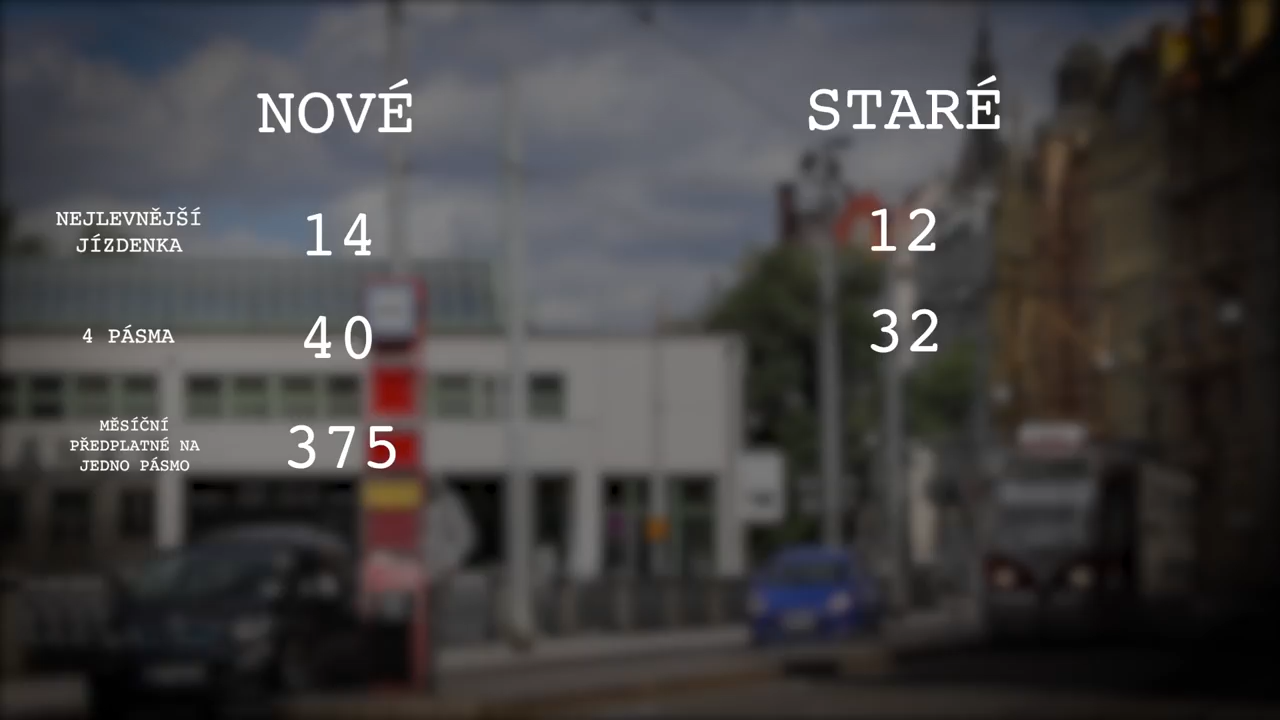 NOVÉ STARÉ
NEJLEVNĚJŠÍ
JÍZDENKA
14 12
4 PÁSMA 40 32
MĚSÍČNÍ
PŘEDPLATNÉ NA
JEDNO PÁSMO
375